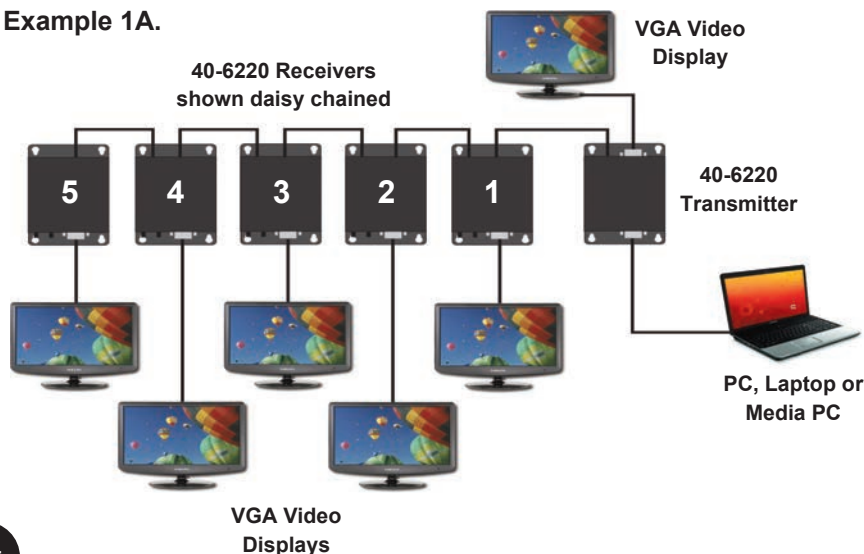 Example 1A.
VGA Video
Display
40-6220 Receivers
shown daisy chained
5
4
3
2
1
40-6220
Transmitter
PC, Laptop or
Media PC
VGA Video
Displays